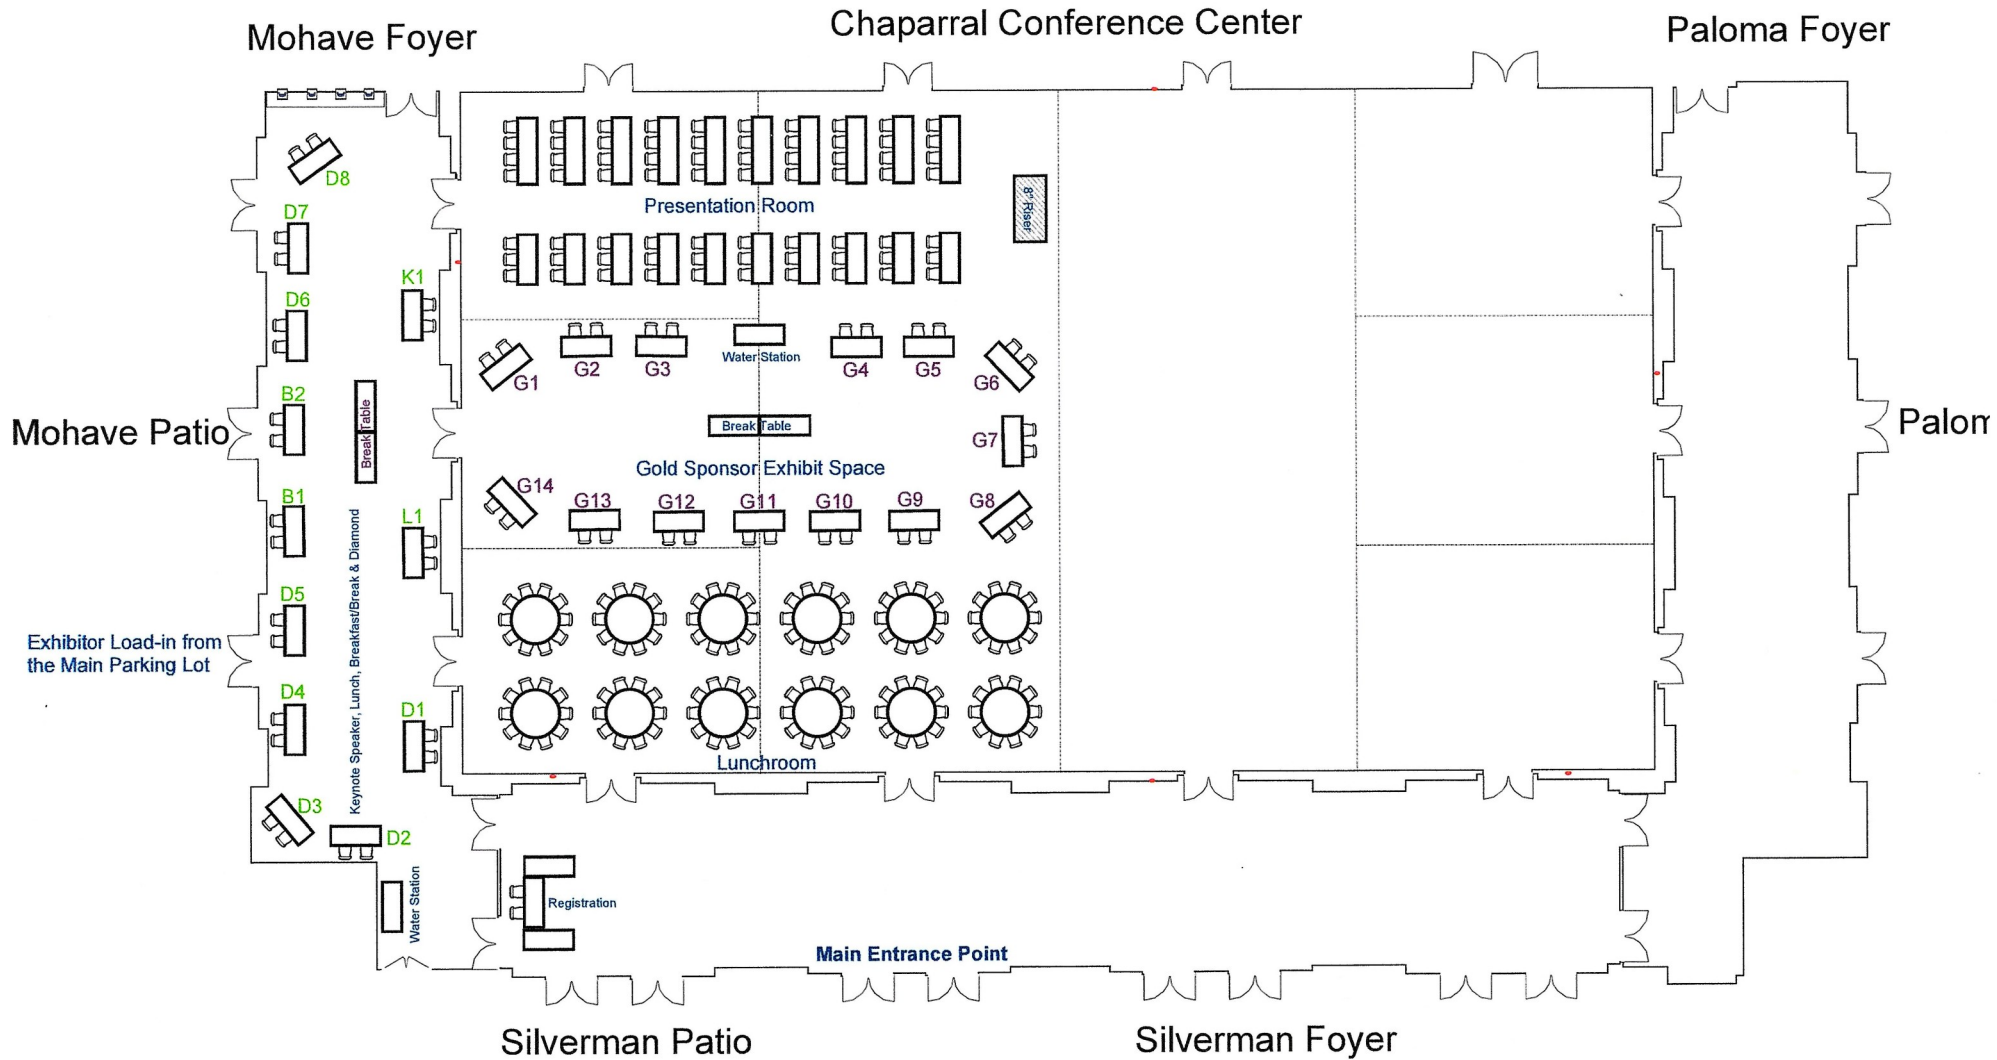 Chaparral Conference Center
Mohave Foyer
Paloma Foyer
D8
D7
Presentation Room
8" Riser
K1
D6
G1
G2
G3
Water Station
G4
G5
G6
B2
Break Table
Mohave Patio
Break Table
G7
Palom
Gold Sponsor Exhibit Space
G14
G13
G12
G11
G10
G9
G8
B1
L1
Keynote Speaker, Lunch, Breakfast/Break & Diamond
D5
Exhibitor Load-in from
the Main Parking Lot
D4
D1
Lunchroom
D3
D2
Water Station
Registration
Main Entrance Point
Silverman Patio
Silverman Foyer